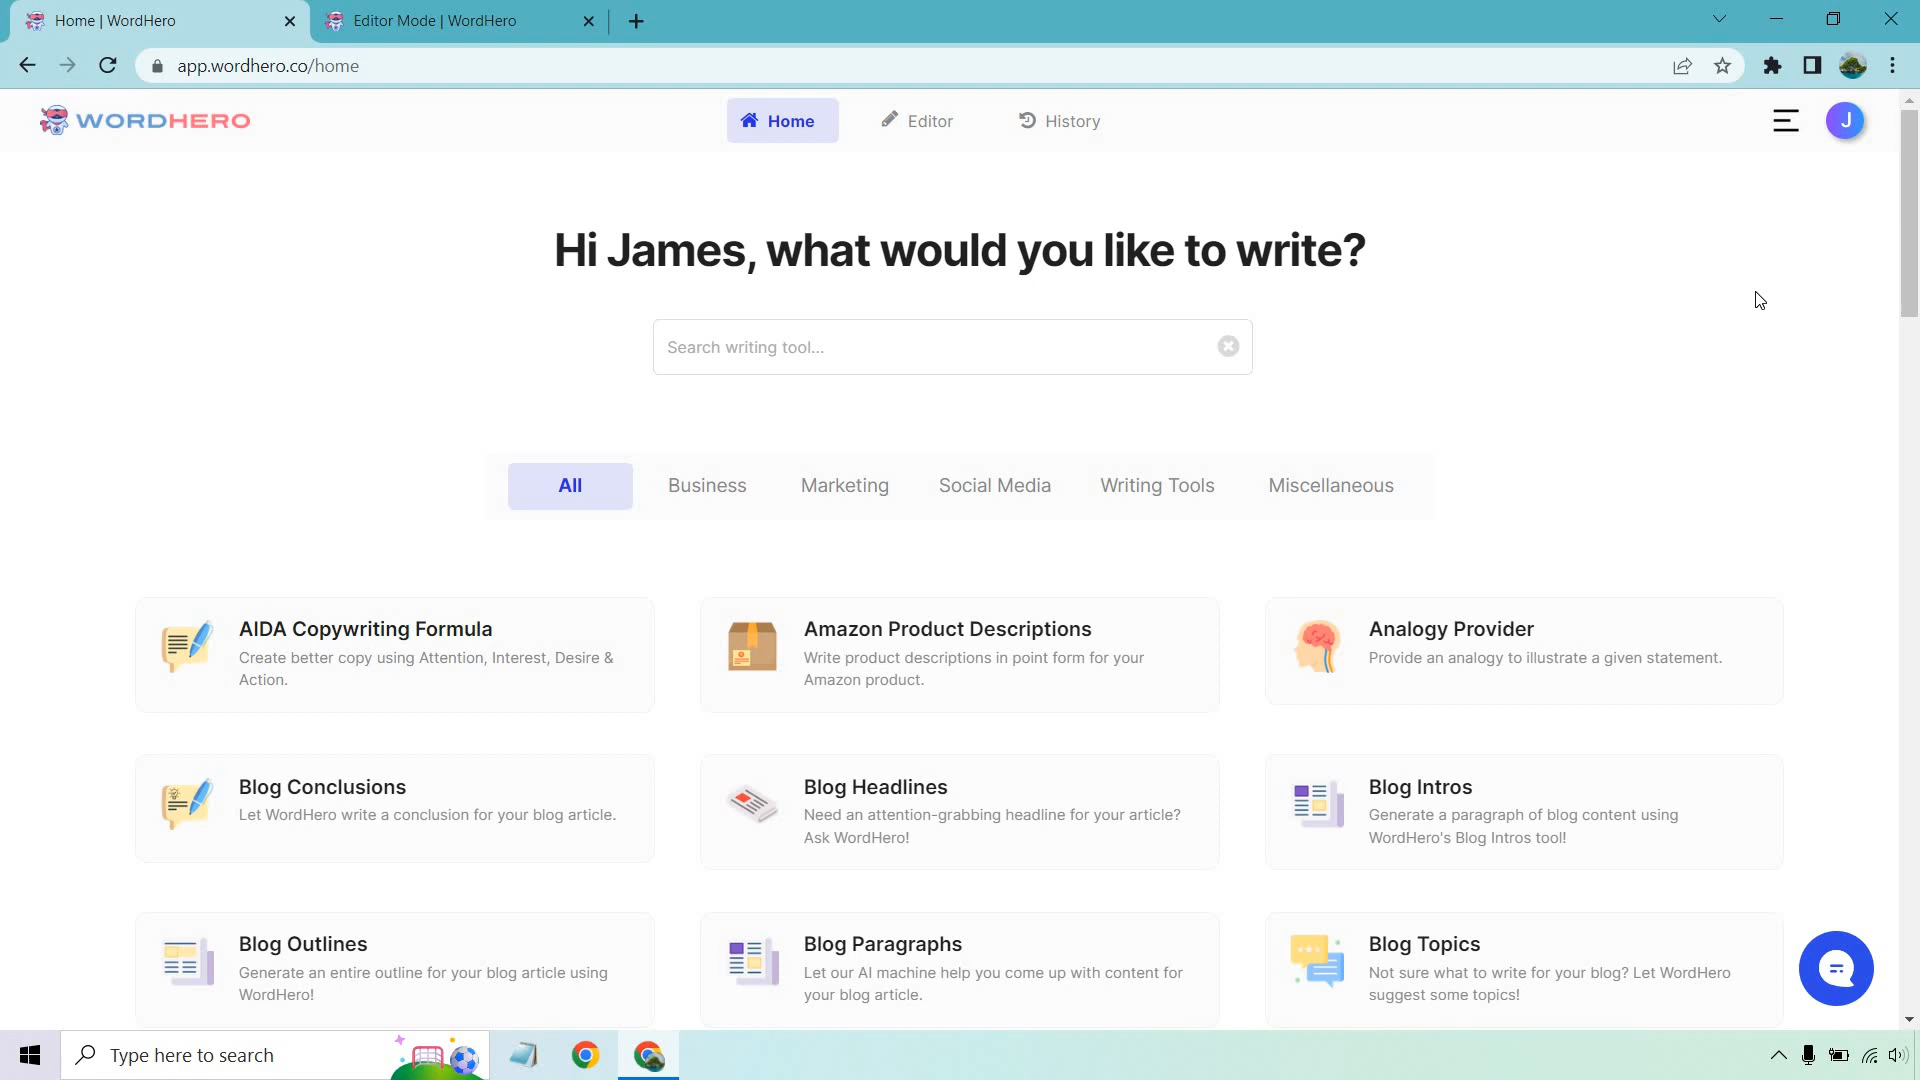 Home | WordHero
Editor Mode | WordHero
app.wordhero.co/home
WORDHERO
Home
Editor
History
J
Hi James, what would you like to write?
Search writing tool...
All
Business
Marketing
Social Media
Writing Tools
Miscellaneous
AIDA Copywriting Formula
Create better copy using Attention, Interest, Desire &
Action.
Amazon Product Descriptions
Write product descriptions in point form for your
Amazon product.
Analogy Provider
Provide an analogy to illustrate a given statement.
Blog Conclusions
Let WordHero write a conclusion for your blog article.
Blog Headlines
Need an attention-grabbing headline for your article?
Ask WordHero!
Blog Intros
Generate a paragraph of blog content using
WordHero's Blog Intros tool!
Blog Outlines
Generate an entire outline for your blog article using
WordHero!
Blog Paragraphs
Let our AI machine help you come up with content for
your blog article.
Blog Topics
Not sure what to write for your blog? Let WordHero
suggest some topics!
Type here to search